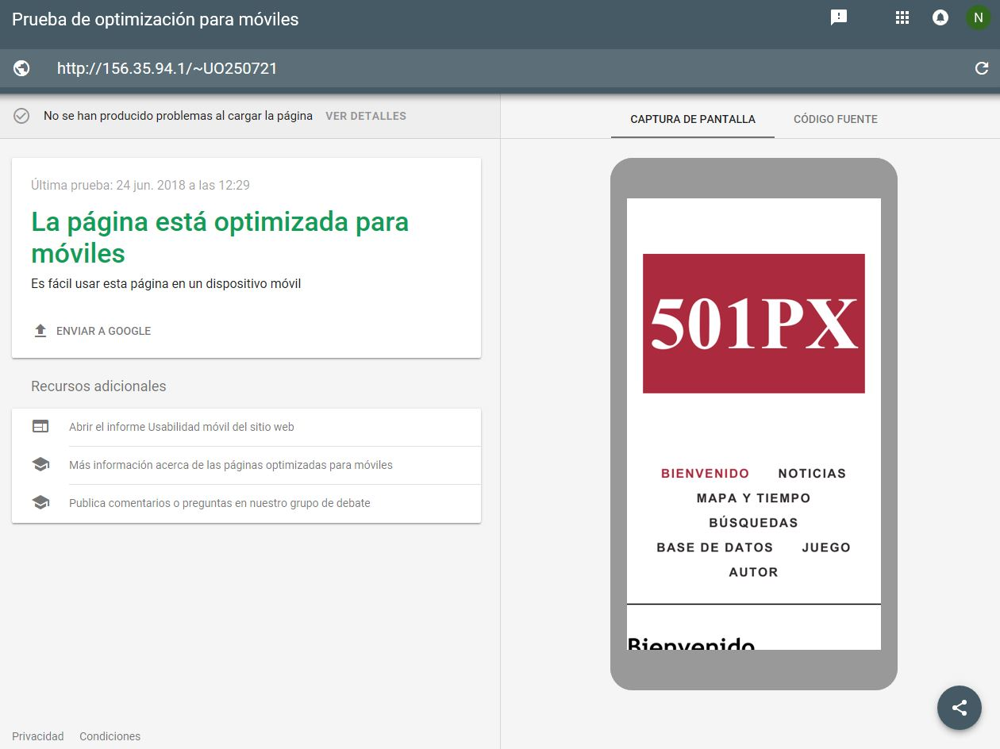 Prueba de optimización para móviles
N
http://156.35.94.1/~UO250721
No se han producido problemas al cargar la página VER DETALLES
Última prueba: 24 jun. 2018 a las 12:29
La página está optimizada para
móviles
Es fácil usar esta página en un dispositivo móvil
ENVIAR A GOOGLE
Recursos adicionales
Abrir el informe Usabilidad móvil del sitio web
Más información acerca de las páginas optimizadas para móviles
Publica comentarios o preguntas en nuestro grupo de debate
Privacidad Condiciones
CAPTURA DE PANTALLA CÓDIGO FUENTE
501PX
BIENVENIDO NOTICIAS
MAPA Y TIEMPO
BÚSQUEDAS
BASE DE DATOS JUEGO
AUTOR
Bienvenido